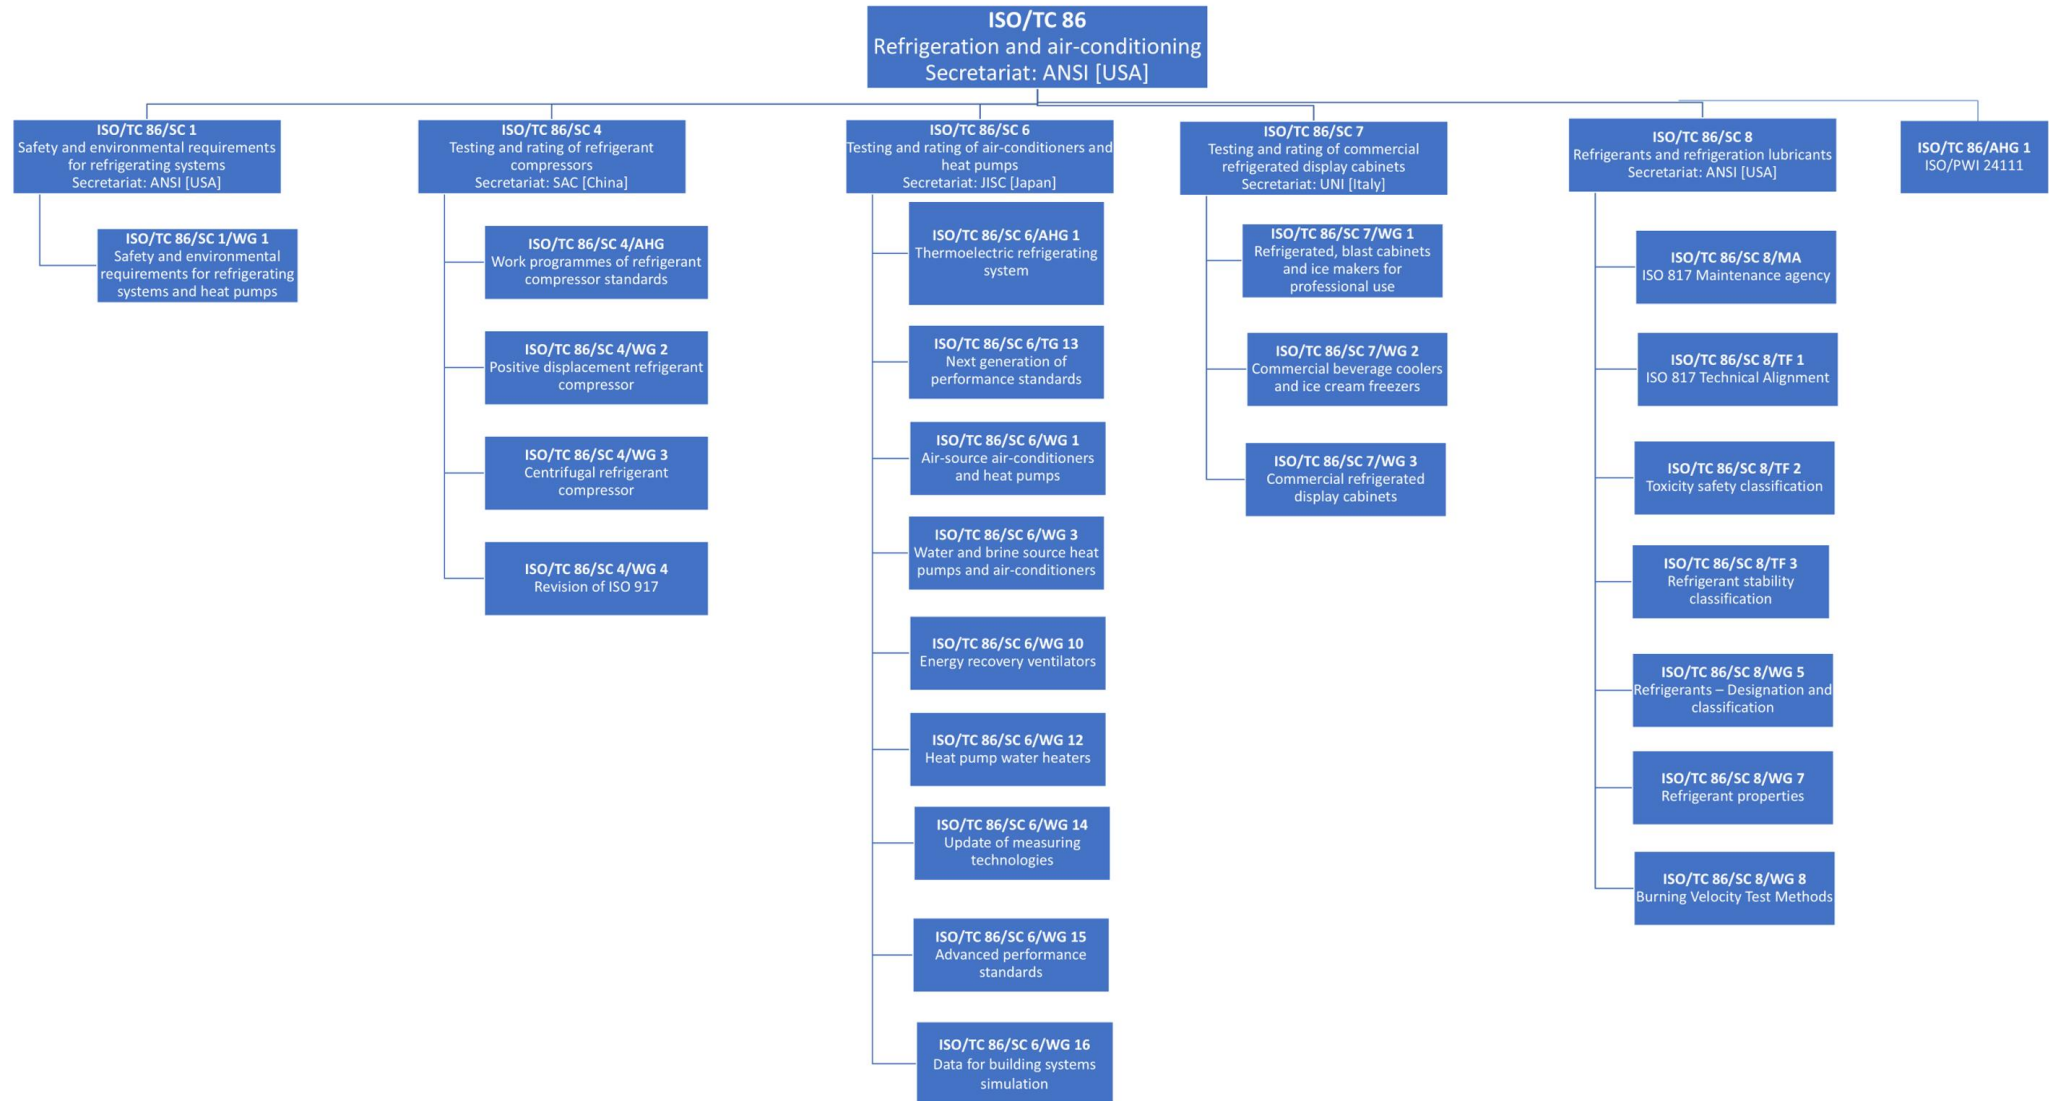 ISO/TC 86
Refrigeration and air-conditioning
Secretariat: ANSI [USA]
ISO/TC 86/SC 1
Safety and environmental requirements
for refrigerating systems
Secretariat: ANSI [USA]
ISO/TC 86/SC 1/WG 1
Safety and environmental
requirements for refrigerating
systems and heat pumps
ISO/TC 86/SC 4
Testing and rating of refrigerant
compressors
Secretariat: SAC [China]
ISO/TC 86/SC 4/AHG
Work programmes of refrigerant
compressor standards
ISO/TC 86/SC 4/WG 2
Positive displacement refrigerant
compressor
ISO/TC 86/SC 4/WG 3
Centrifugal refrigerant
compressor
ISO/TC 86/SC 4/WG 4
Revision of ISO 917
ISO/TC 86/SC 6
Testing and rating of air-conditioners and
heat pumps
Secretariat: JISC [Japan]
ISO/TC 86/SC 6/AHG 1
Thermoelectric refrigerating
system
ISO/TC 86/SC 6/TG 13
Next generation of
performance standards
ISO/TC 86/SC 6/WG 1
Air-source air-conditioners
and heat pumps
ISO/TC 86/SC 6/WG 3
Water and brine source heat
pumps and air-conditioners
ISO/TC 86/SC 6/WG 10
Energy recovery ventilators
ISO/TC 86/SC 6/WG 12
Heat pump water heaters
ISO/TC 86/SC 6/WG 14
Update of measuring
technologies
ISO/TC 86/SC 6/WG 15
Advanced performance
standards
ISO/TC 86/SC 6/WG 16
Data for building systems
simulation
ISO/TC 86/SC 7
Testing and rating of commercial
refrigerated display cabinets
Secretariat: UNI [Italy]
ISO/TC 86/SC 7/WG 1
Refrigerated, blast cabinets
and ice makers for
professional use
ISO/TC 86/SC 7/WG 2
Commercial beverage coolers
and ice cream freezers
ISO/TC 86/SC 7/WG 3
Commercial refrigerated
display cabinets
ISO/TC 86/SC 8
Refrigerants and refrigeration lubricants
Secretariat: ANSI [USA]
ISO/TC 86/SC 8/MA
ISO 817 Maintenance agency
ISO/TC 86/SC 8/TF 1
ISO 817 Technical Alignment
ISO/TC 86/SC 8/TF 2
Toxicity safety classification
ISO/TC 86/SC 8/TF 3
Refrigerant stability
classification
ISO/TC 86/SC 8/WG 5
Refrigerants – Designation and
classification
ISO/TC 86/SC 8/WG 7
Refrigerant properties
ISO/TC 86/SC 8/WG 8
Burning Velocity Test Methods
ISO/TC 86/AHG 1
ISO/PWI 24111